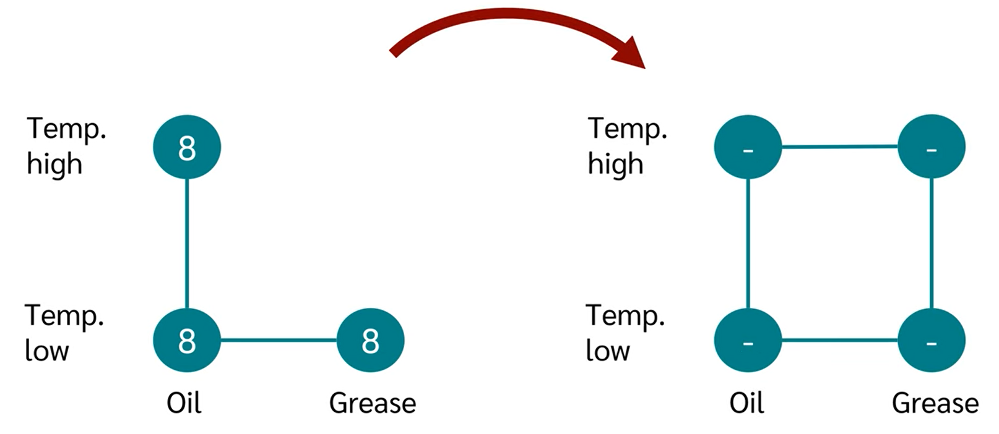 Temp.
high
8
Temp.
low
8
8
Oil
Grease
Temp.
high
-
-
Temp.
low
-
-
Oil
Grease